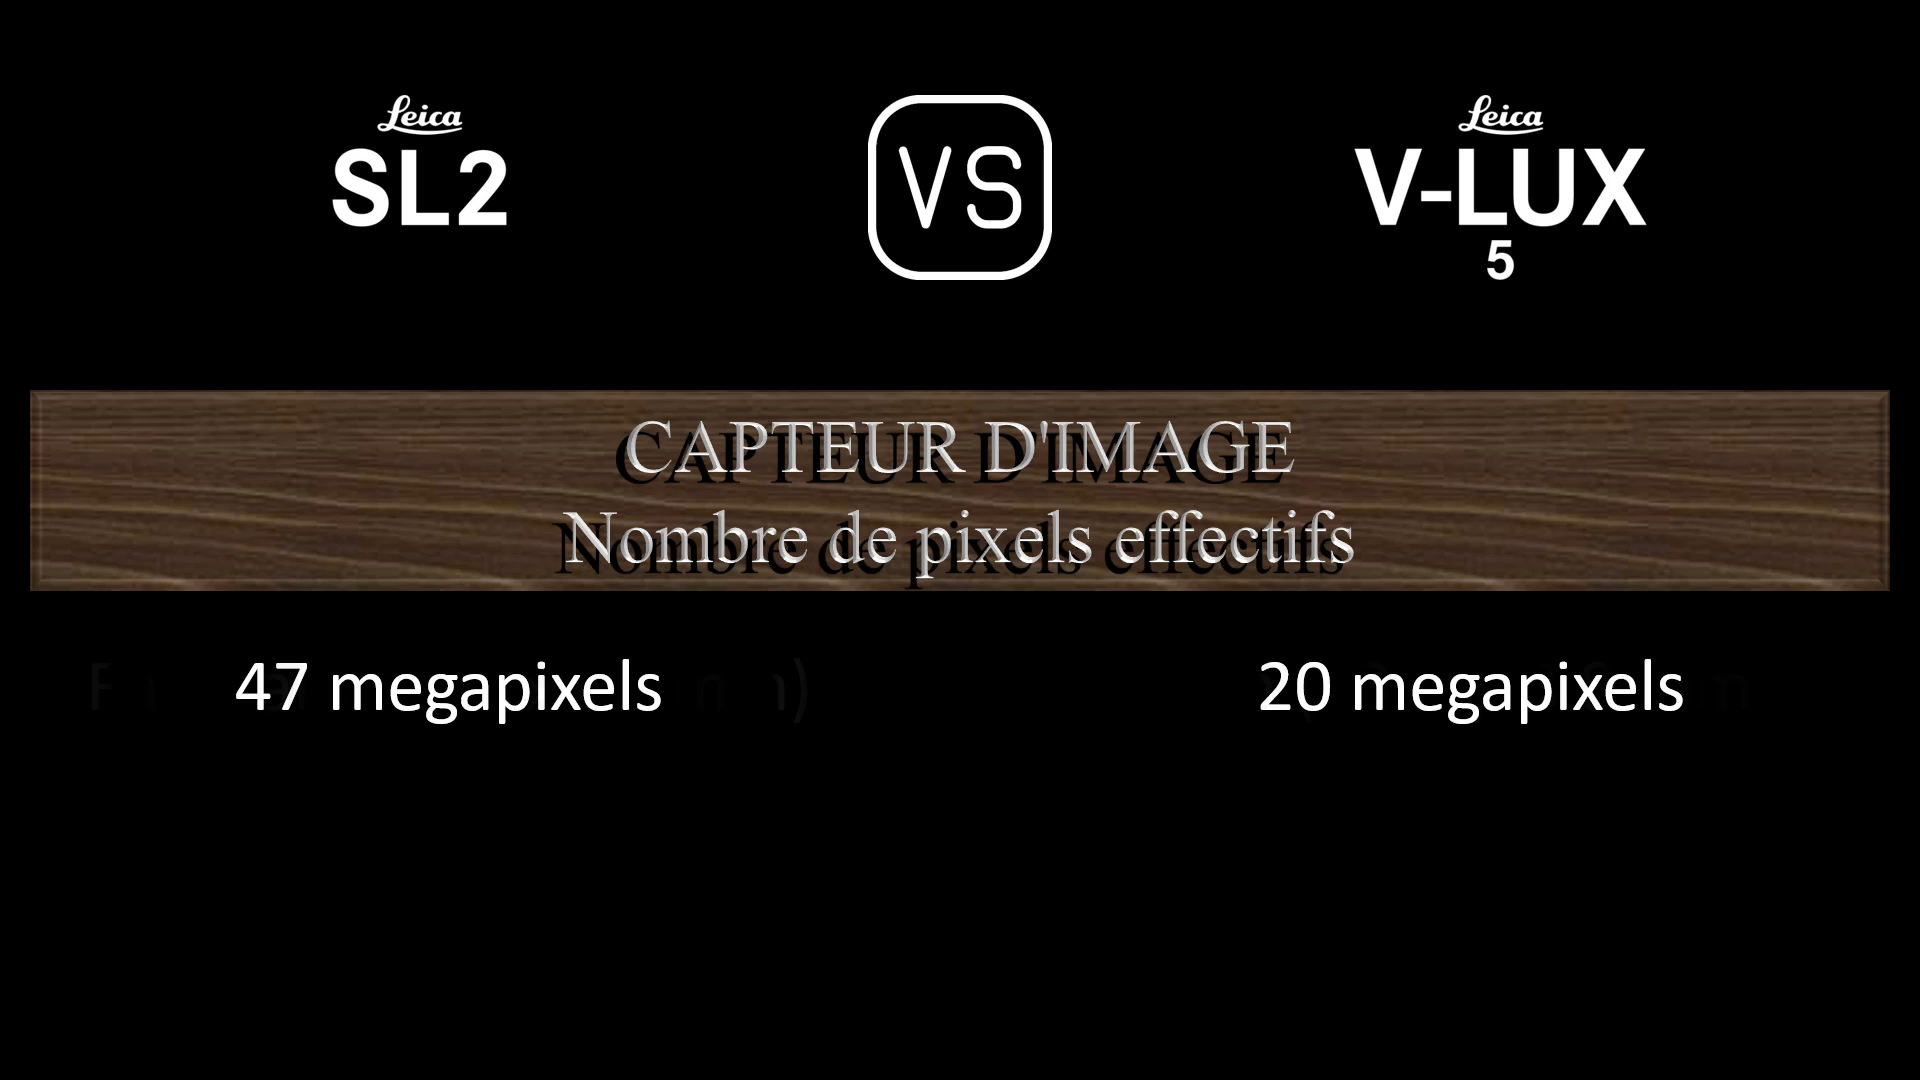 Leica
SL2
VS
Leica
V-LUX
5
CAPTEUR D'IMAGE
Nombre de pixels effectifs
47 megapixels
20 megapixels